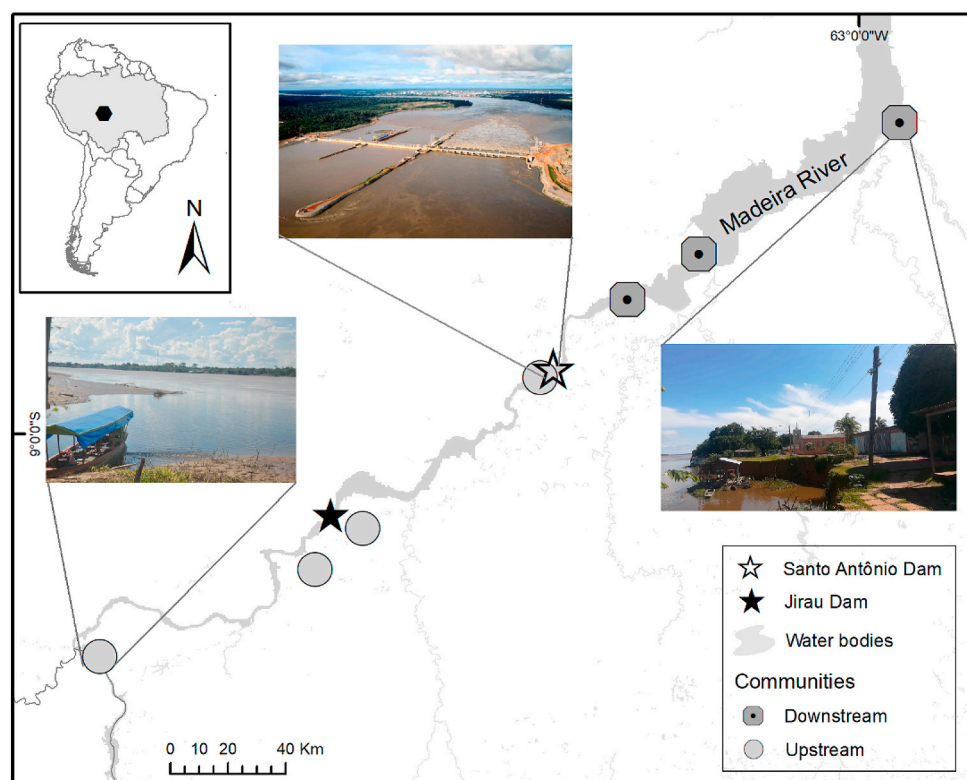 63°0'0"W
N
Madeira River
9°0'0"S
Santo Antônio Dam
Jirau Dam
Water bodies
Communities
Downstream
Upstream
0 10 20 40 Km